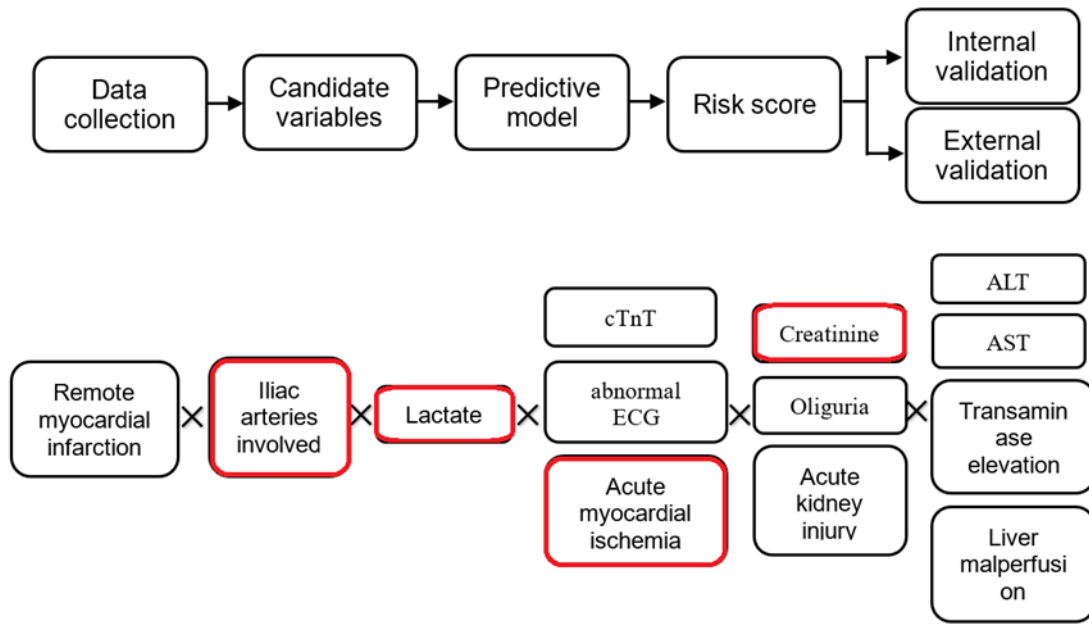 Data
collection
Candidate
variables
Predictive
model
Risk score
Internal
validation
External
validation
Remote
myocardial
infarction
Iliac
arteries
involved
Lactate
cTnT
abnormal
ECG
Acute
myocardial
ischemia
Creatinine
Oliguria
Acute
kidney
injury
ALT
AST
Transamin
ase
elevation
Liver
malperfusi
on